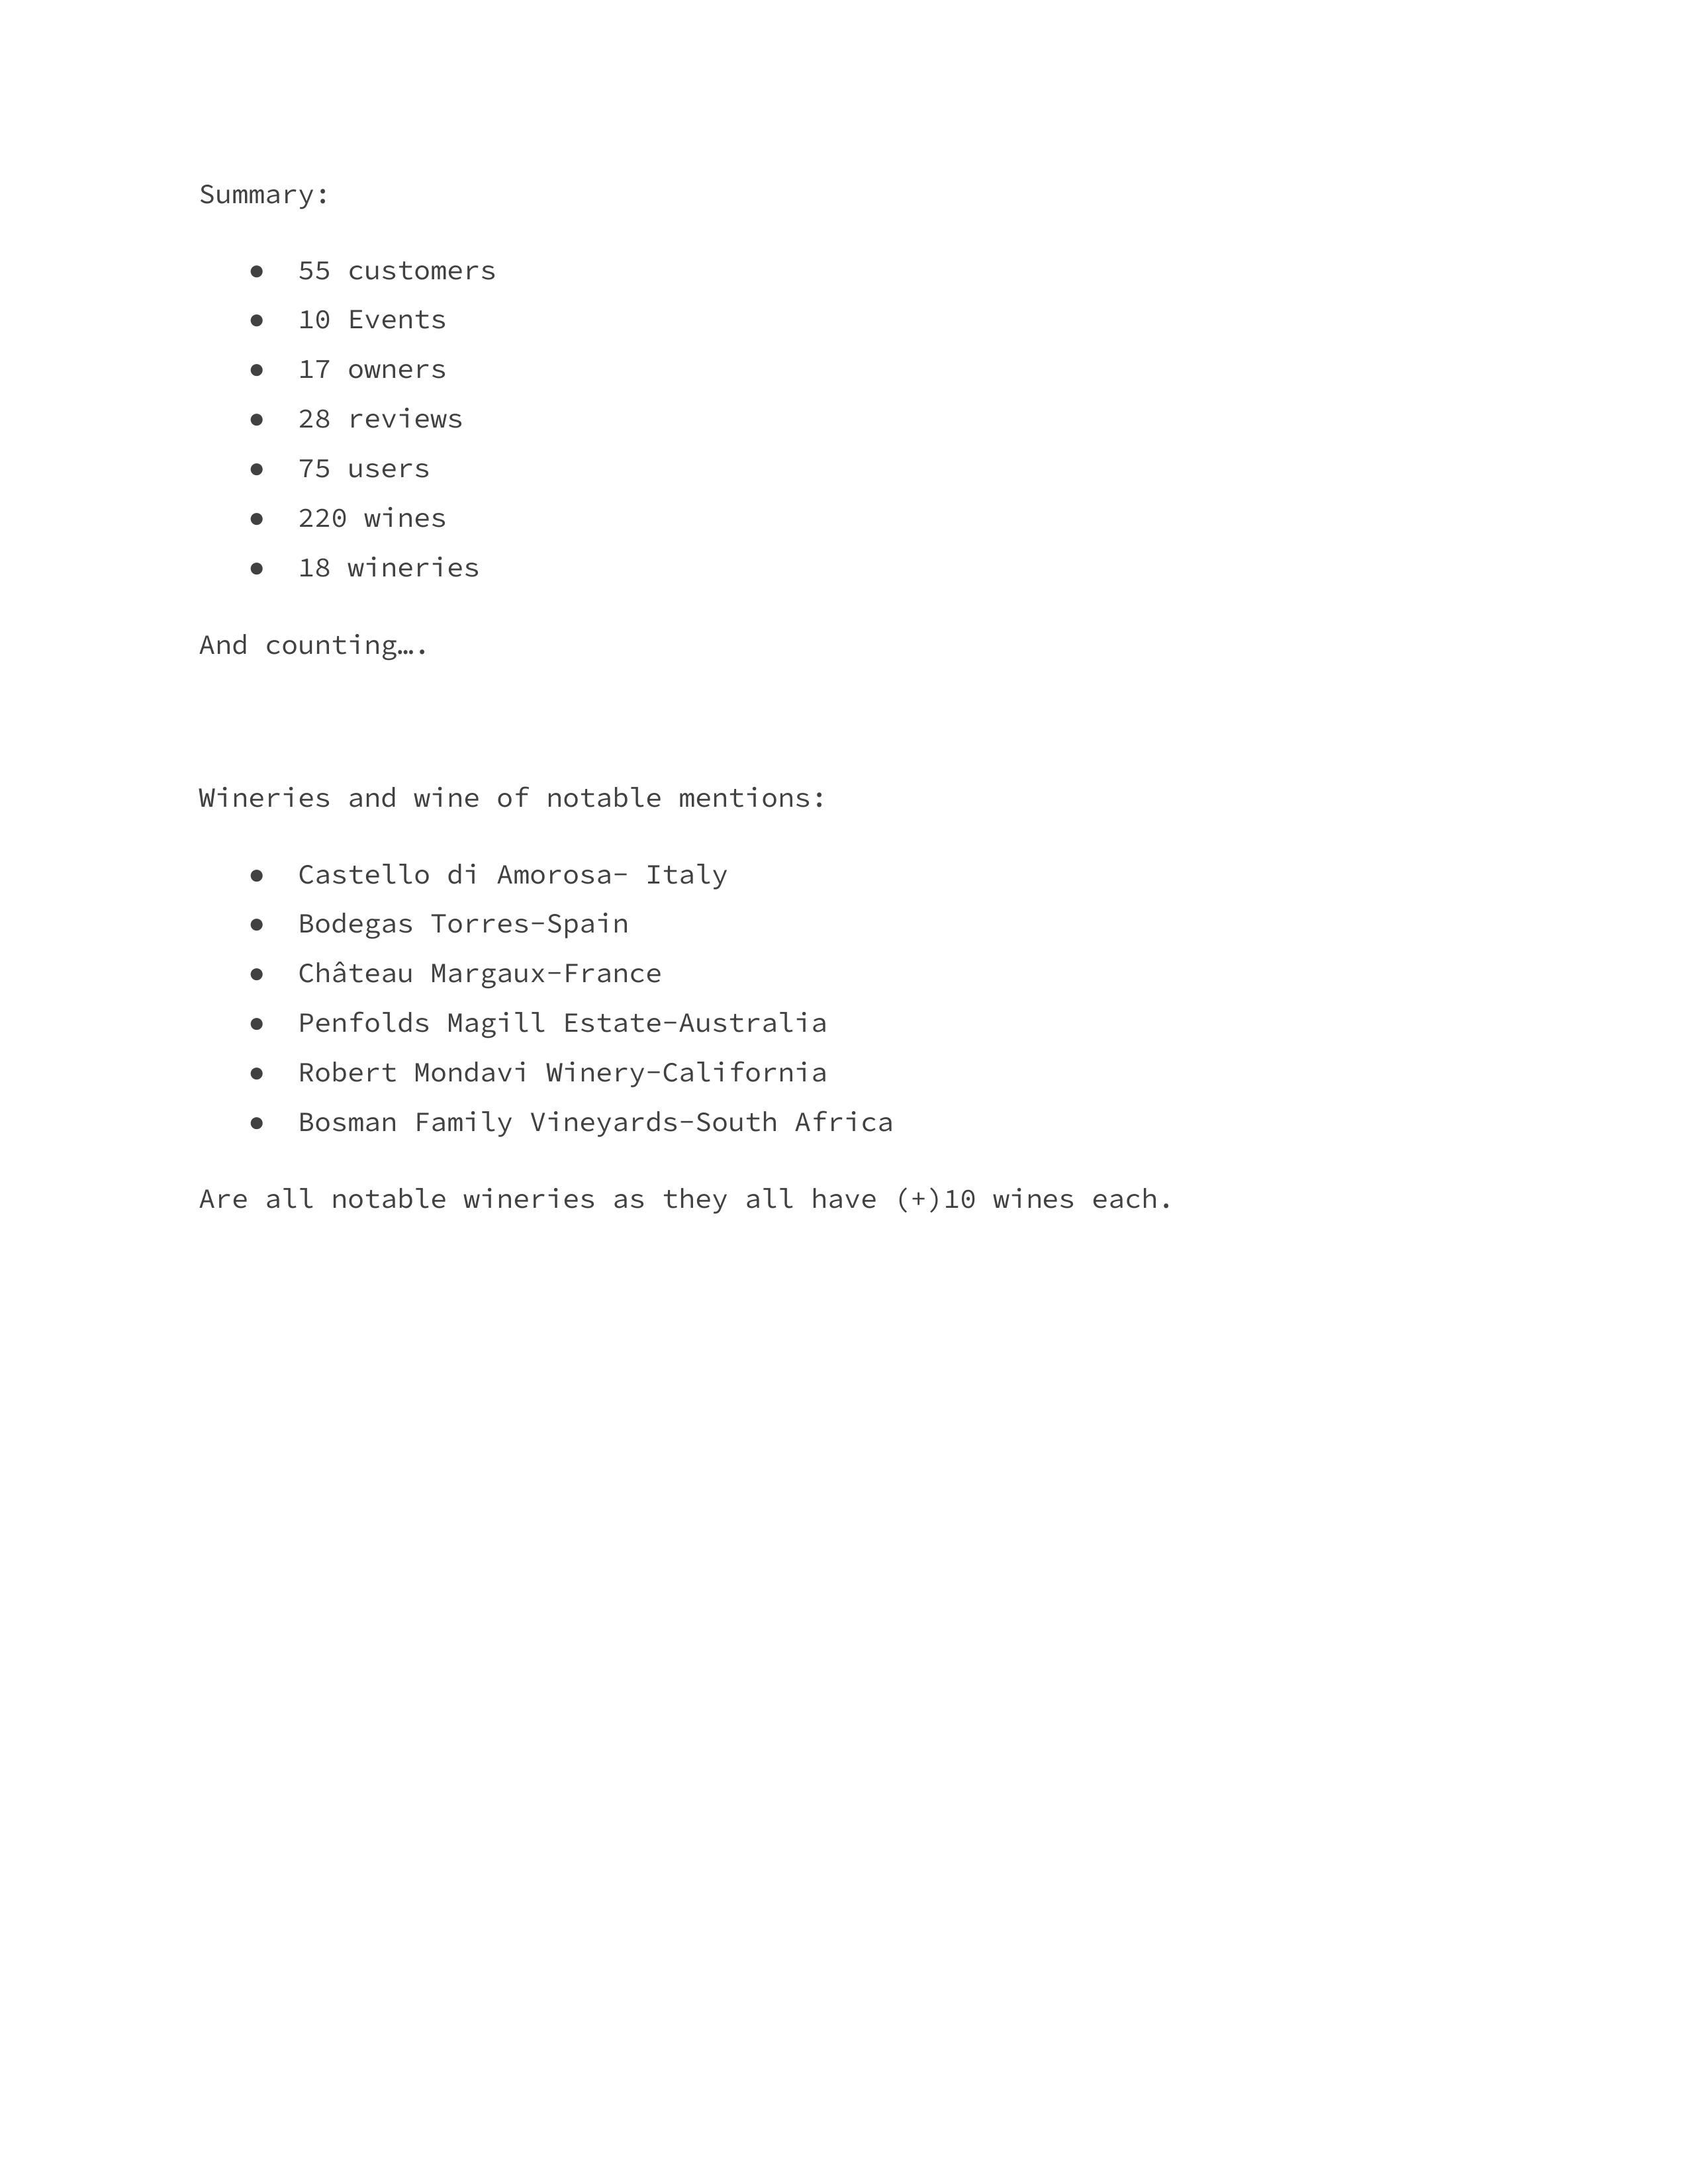 Summary:
● 55 customers
● 10 Events
● 17 owners
● 28 reviews
● 75 users
● 220 wines
● 18 wineries
And counting….
Wineries and wine of notable mentions:
● Castello di Amorosa- Italy
● Bodegas Torres-Spain
● Château Margaux-France
● Penfolds Magill Estate-Australia
● Robert Mondavi Winery-California
● Bosman Family Vineyards-South Africa
Are all notable wineries as they all have (+)10 wines each.